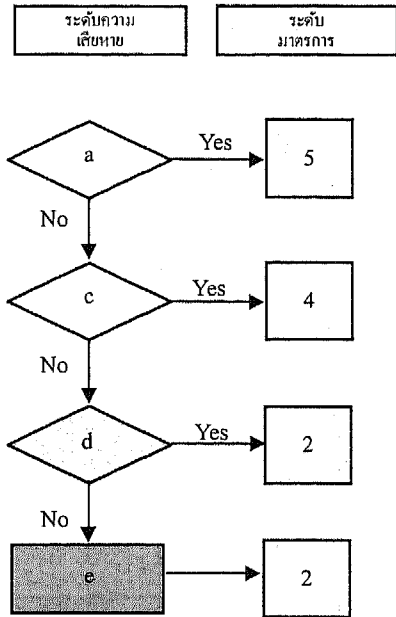 ระดับความ
เสียหาย
ระดับ
มาตรการ
a
Yes
5
No
c
Yes
4
No
d
Yes
2
No
e
2